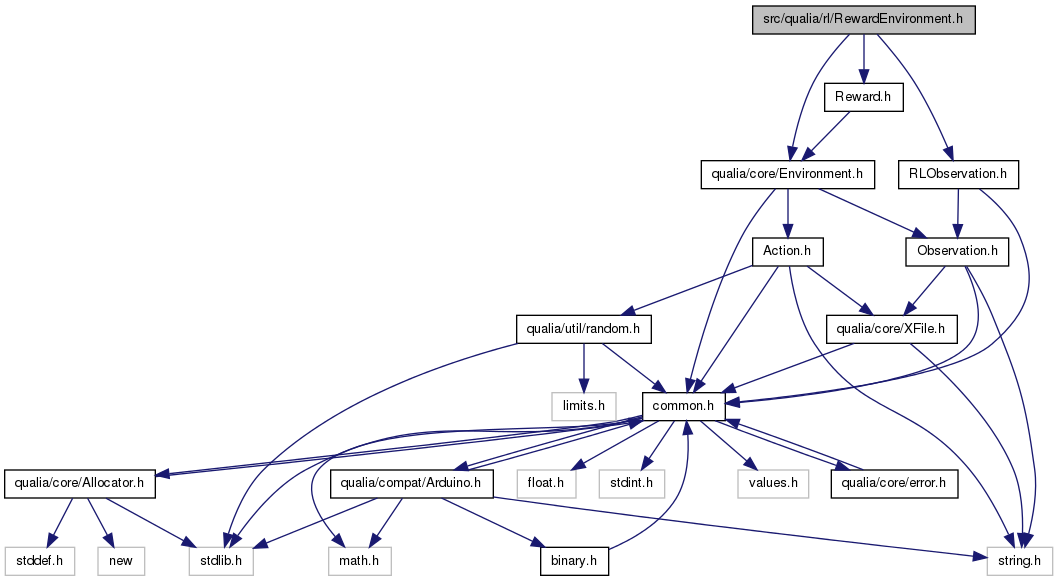 src/qualia/rl/RewardEnvironment.h
Reward.h
qualia/core/Environment.h
RLObservation.h
Action.h
Observation.h
qualia/util/random.h
qualia/core/XFile.h
limits.h
common.h
qualia/core/Allocator.h
qualia/compat/Arduino.h
float.h
stdint.h
values.h
qualia/core/error.h
stddef.h
new
stdlib.h
math.h
binary.h
string.h